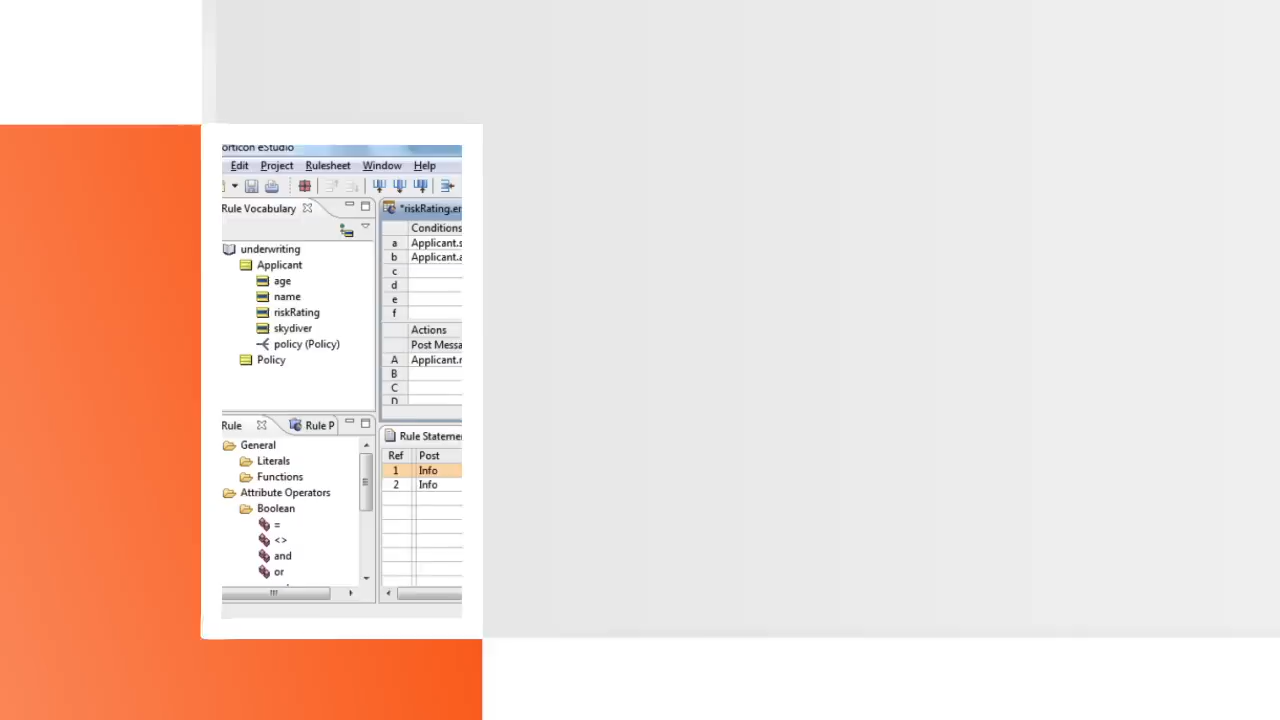 orticon eStudio
Edit Project Rulesheet Window Help
Rule Vocabulary
underwriting
Applicant
age
name
riskRating
skydiver
policy (Policy)
Policy
*riskRating.er
Conditions
a Applicant.s
b Applicant.a
c
d
e
f
Actions
Post Messa
A Applicant.r
B
C
D
Rule Rule P
General
Literals
Functions
Attribute Operators
Boolean
=
<>
and
or
Rule Stateme
Ref Post
1 Info
2 Info